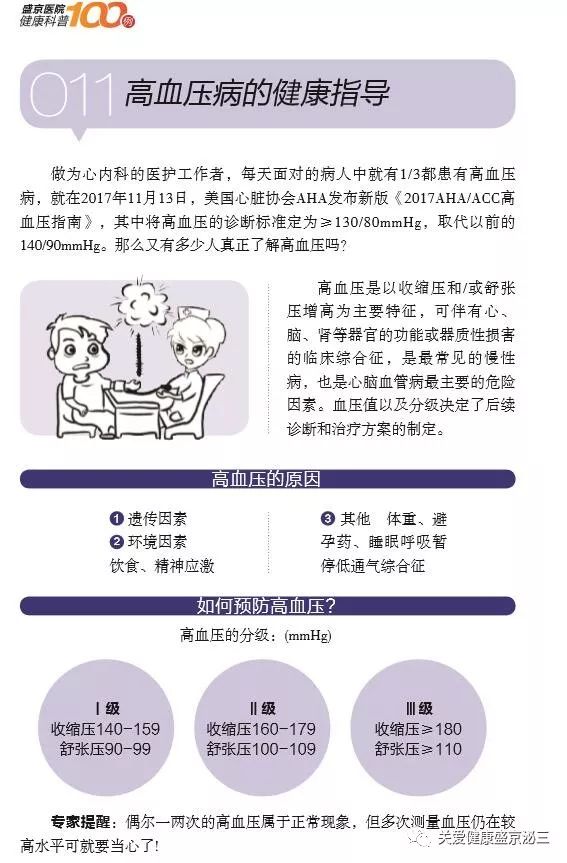 盛京医院
健康科普100例
011 高血压病的健康指导
做为心内科的医护工作者，每天面对的病人中就有1/3都患有高血压
病，就在2017年11月13日，美国心脏协会AHA发布新版《2017AHA/ACC高
血压指南》，其中将高血压的诊断标准定为≥130/80mmHg，取代以前的
140/90mmHg。那么又有多少人真正了解高血压吗?
高血压是以收缩压和/或舒张
压增高为主要特征，可伴有心、
脑、肾等器官的功能或器质性损害
的临床综合征，是最常见的慢性
病，也是心脑血管病最主要的危险
因素。血压值以及分级决定了后续
诊断和治疗方案的制定。
高血压的原因
1 遗传因素
2 环境因素
饮食、精神应激
3 其他　体重、避
孕药、睡眠呼吸暂
停低通气综合征
如何预防高血压?
高血压的分级：(mmHg)
Ⅰ级
收缩压140-159
舒张压90-99
Ⅱ级
收缩压160-179
舒张压100-109
Ⅲ级
收缩压≥180
舒张压≥110
专家提醒：偶尔一两次的高血压属于正常现象，但多次测量血压仍在较
高水平可就要当心了!
关爱健康盛京泌三